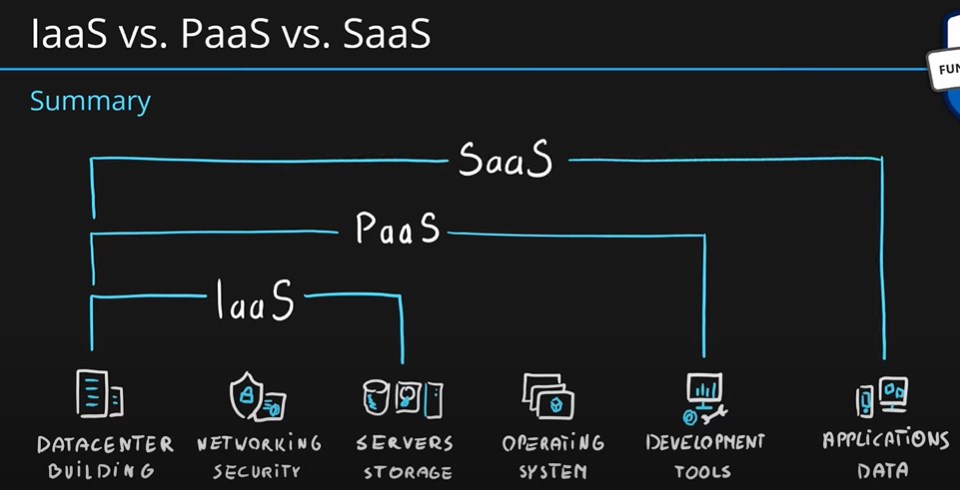 IaaS vs. PaaS vs. SaaS
FUN
Summary
SaaS
PaaS
IaaS
DATACENTER BUILDING
NETWORKING SECURITY
SERVERS STORAGE
OPERATING SYSTEM
DEVELOPMENT TOOLS
APPLICATIONS DATA